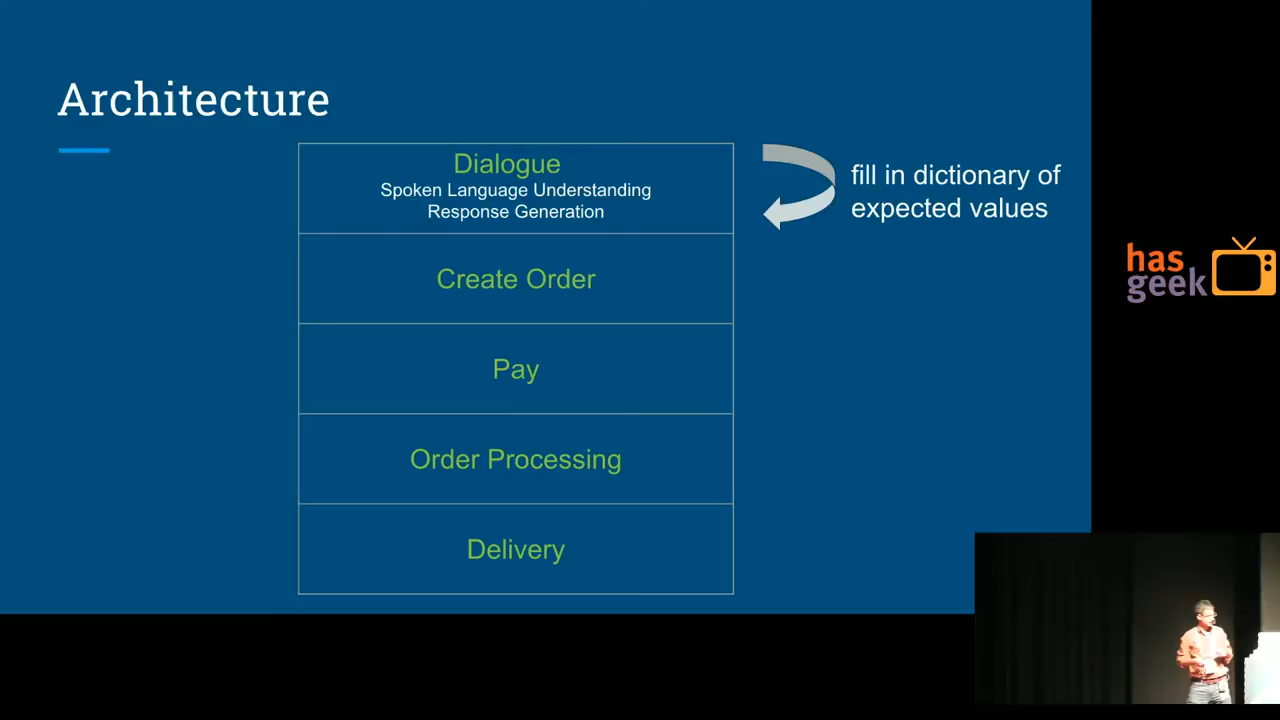 Architecture
Dialogue
Spoken Language Understanding
Response Generation
fill in dictionary of
expected values
Create Order
Pay
Order Processing
Delivery
has
geek